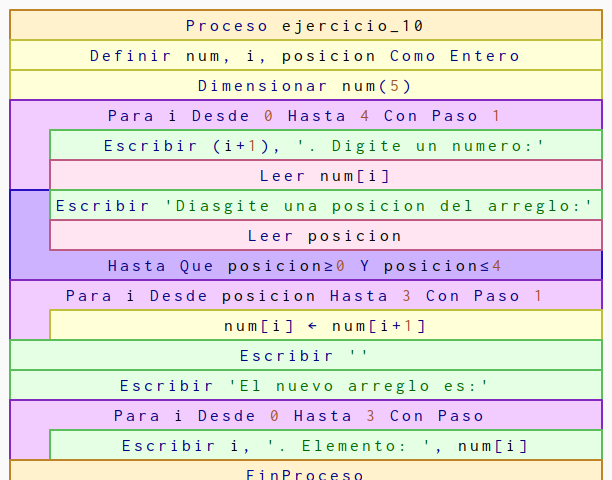 Proceso ejercicio_10
Definir num, i, posicion Como Entero
Dimensionar num(5)
Para i Desde 0 Hasta 4 Con Paso 1
Escribir (i+1), '. Digite un numero:'
Leer num[i]
Escribir 'Diasgite una posicion del arreglo:'
Leer posicion
Hasta Que posicion≥0 Y posicion≤4
Para i Desde posicion Hasta 3 Con Paso 1
num[i] ← num[i+1]
Escribir ''
Escribir 'El nuevo arreglo es:'
Para i Desde 0 Hasta 3 Con Paso
Escribir i, '. Elemento: ', num[i]
FinProceso